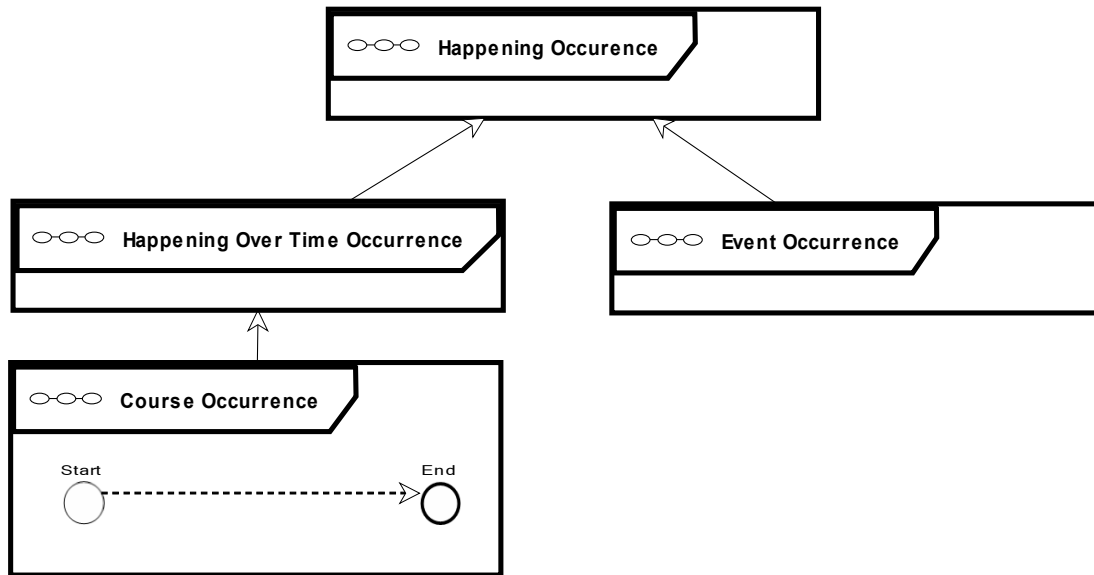 Happening Occurence
Happening Over Time Occurrence
Event Occurrence
Course Occurrence
Start
End